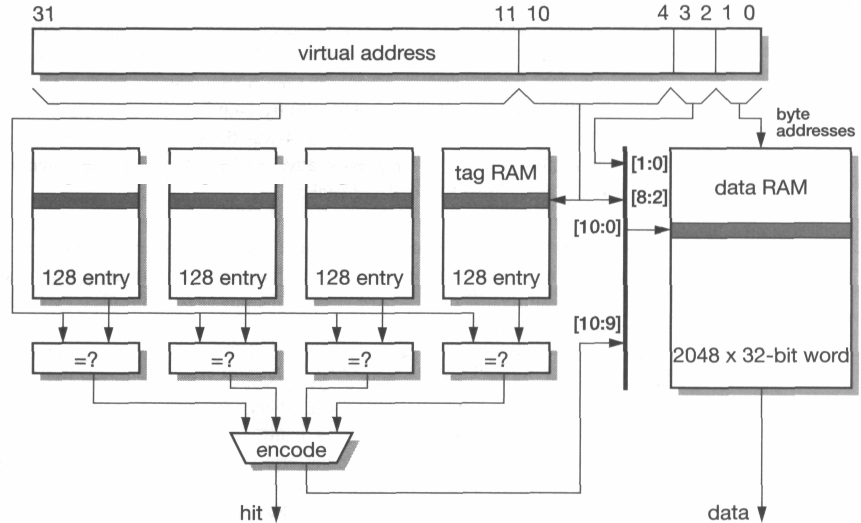 31 11 10 4 3 2 1 0
virtual address
byte
addresses
tag RAM
[1:0]
data RAM
[8:2]
[10:0]
128 entry 128 entry 128 entry 128 entry
[10:9]
=? =? =? =?
2048 x 32-bit word
encode
hit
data